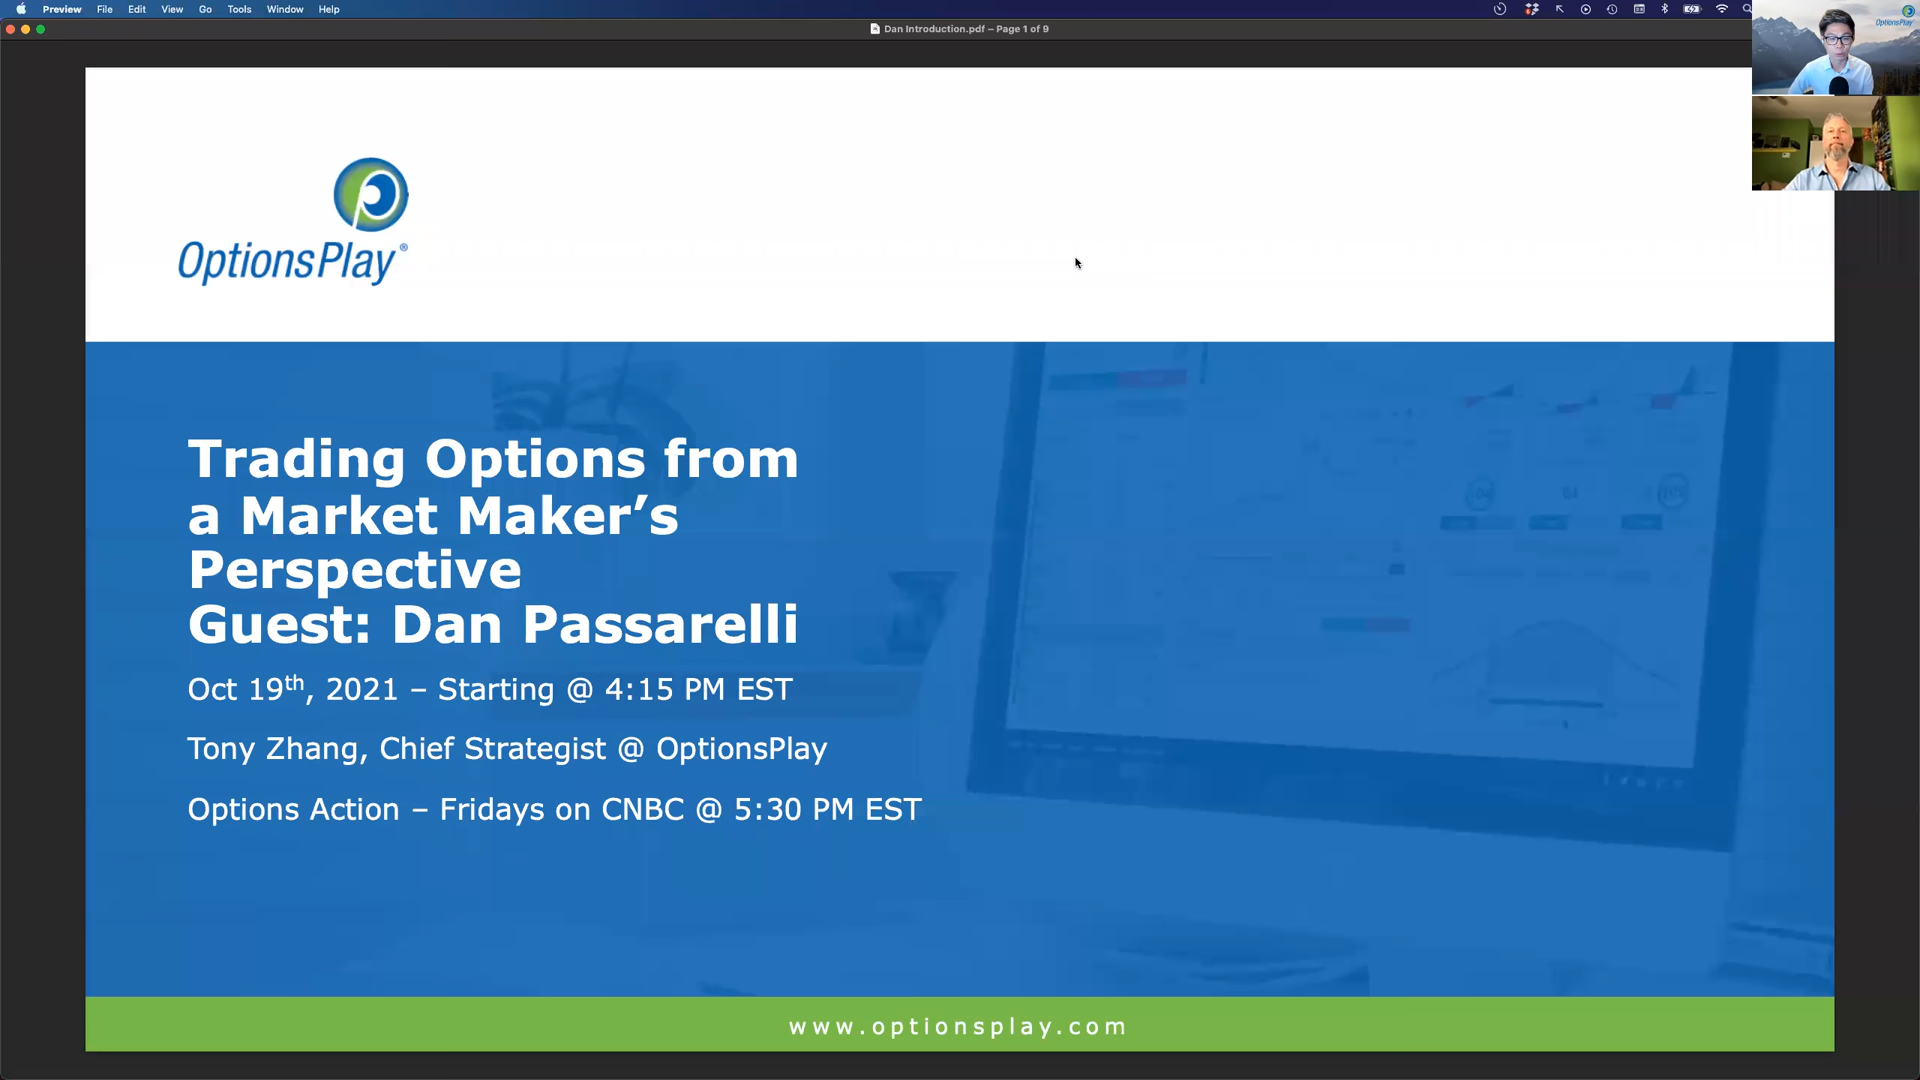 Preview File Edit View Go Tools Window Help
Dan Introduction.pdf – Page 1 of 9
OptionsPlay
OptionsPlay®
Trading Options from
a Market Maker’s
Perspective
Guest: Dan Passarelli
Oct 19th, 2021 – Starting @ 4:15 PM EST
Tony Zhang, Chief Strategist @ OptionsPlay
Options Action – Fridays on CNBC @ 5:30 PM EST
www.optionsplay.com